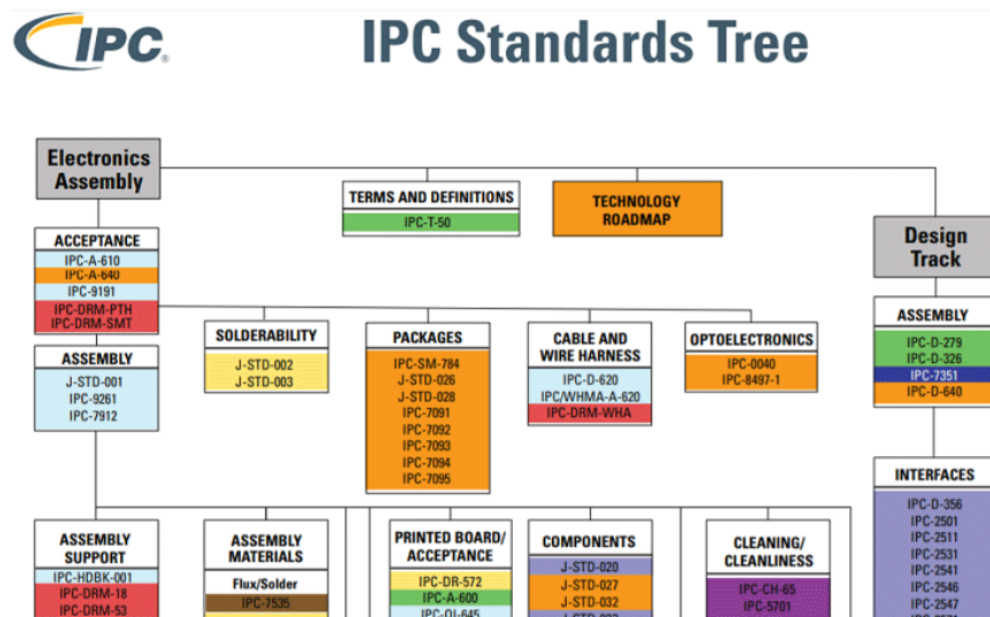 IPC®
IPC Standards Tree
Electronics
Assembly
TERMS AND DEFINITIONS
IPC-T-50
TECHNOLOGY
ROADMAP
Design
Track
ACCEPTANCE
IPC-A-610
IPC-A-640
IPC-9191
IPC-DRM-PTH
IPC-DRM-SMT
ASSEMBLY
J-STD-001
IPC-9261
IPC-7912
SOLDERABILITY
J-STD-002
J-STD-003
PACKAGES
IPC-SM-784
J-STD-026
J-STD-028
IPC-7091
IPC-7092
IPC-7093
IPC-7094
IPC-7095
CABLE AND
WIRE HARNESS
IPC-D-620
IPC/WHMA-A-620
IPC-DRM-WHA
OPTOELECTRONICS
IPC-0040
IPC-8497-1
ASSEMBLY
IPC-D-279
IPC-D-326
IPC-7351
IPC-D-640
INTERFACES
IPC-D-356
IPC-2501
IPC-2511
IPC-2531
IPC-2541
IPC-2546
IPC-2547
ASSEMBLY
SUPPORT
IPC-HDBK-001
IPC-DRM-18
IPC-DRM-53
ASSEMBLY
MATERIALS
Flux/Solder
IPC-7535
PRINTED BOARD/
ACCEPTANCE
IPC-DR-572
IPC-A-600
IPC-QL-645
COMPONENTS
J-STD-020
J-STD-027
J-STD-032
CLEANING/
CLEANLINESS
IPC-CH-65
IPC-5701